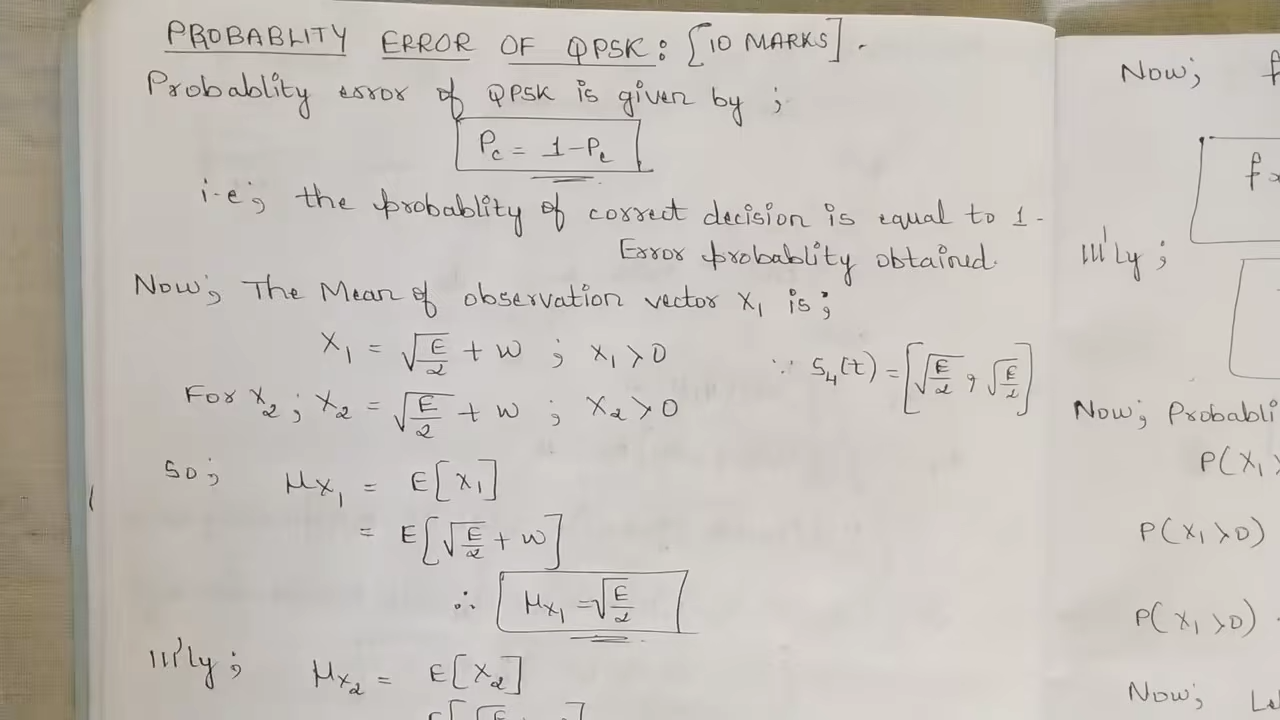 PROBABLITY ERROR OF QPSK: [10 MARKS].
Probablity error of QPSK is given by ;
Pc = 1-Pe
i.e; the probablity of correct decision is equal to 1-
Error probablity obtained.
Now; The Mean of observation vector X₁ is;
X₁ = √E/2 + W ; X₁ > 0 ∵ S₄(t) = [√E/2 , √E/2]
For X₂; X₂ = √E/2 + W ; X₂ > 0
SO; μX₁ = E[X₁]
= E[√E/2 + W]
∴ μX₁ = √E/2
|||ly ; μX₂ = E[X₂]
Now;
|||ly ;
Now; Probabli
P(X₁ >
P(X₁ > 0)
P(X₁ > 0)
Now;